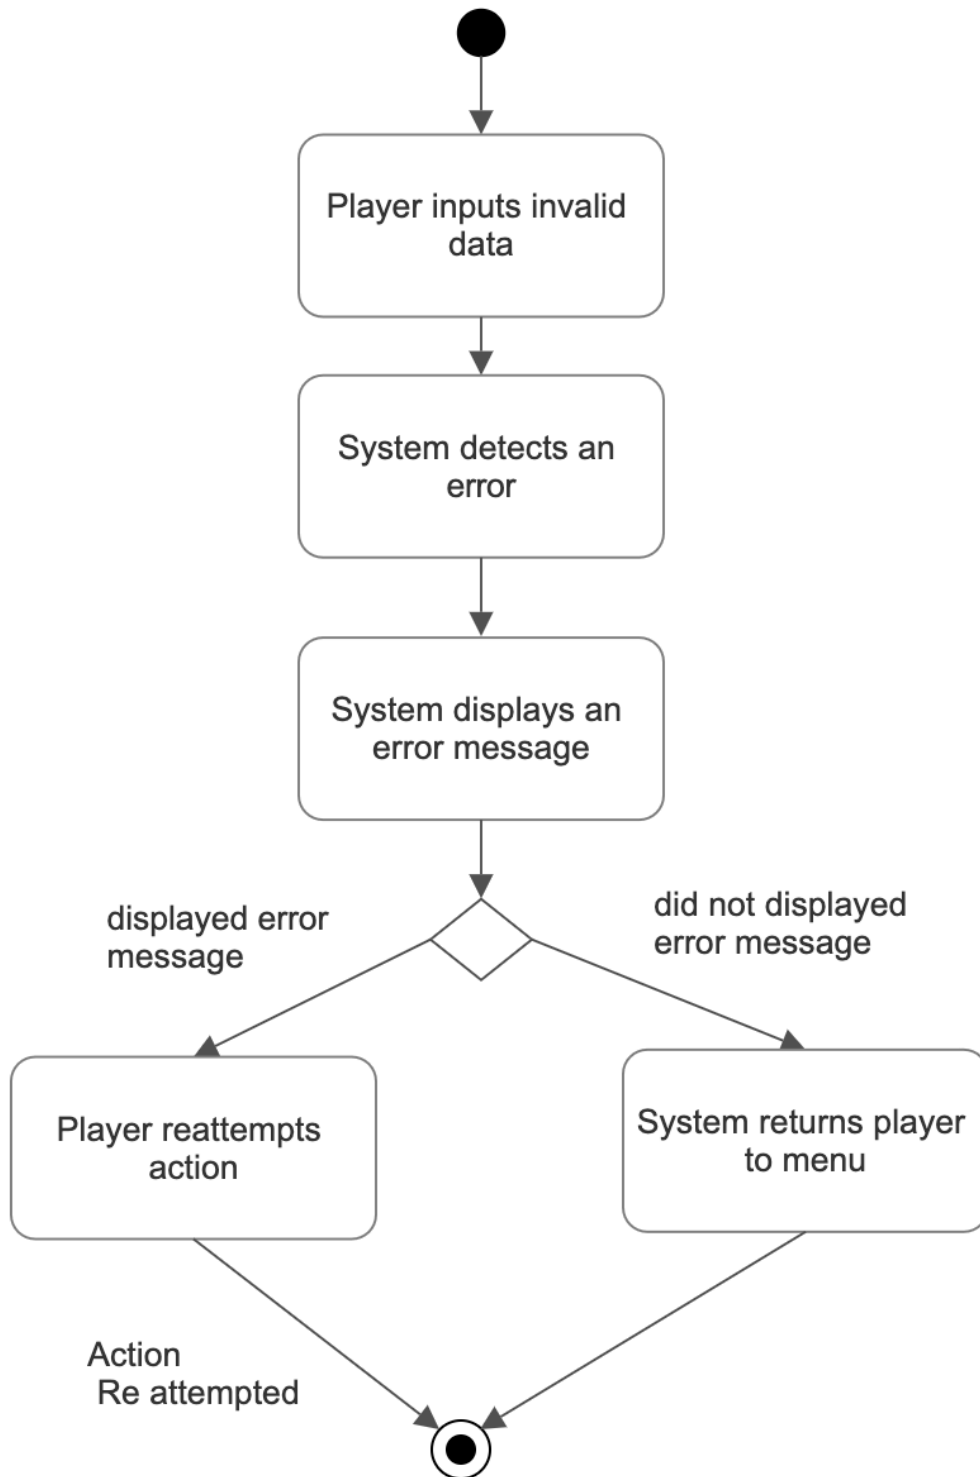 Player inputs invalid
data
System detects an
error
System displays an
error message
displayed error
message
did not displayed
error message
Player reattempts
action
System returns player
to menu
Action
Re attempted